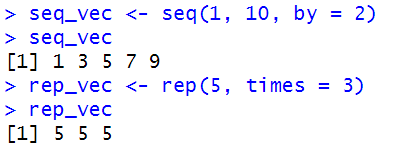 > seq_vec <- seq(1, 10, by = 2)
> seq_vec
[1] 1 3 5 7 9
> rep_vec <- rep(5, times = 3)
> rep_vec
[1] 5 5 5